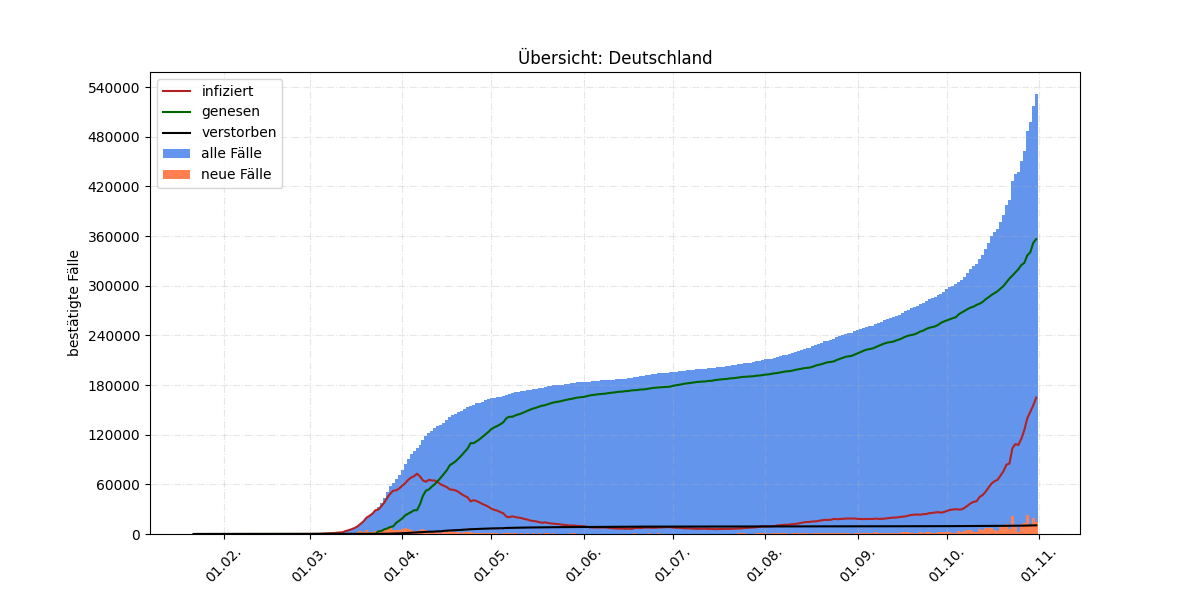 Übersicht: Deutschland
infiziert
genesen
verstorben
alle Fälle
neue Fälle
bestätigte Fälle
540000
480000
420000
360000
300000
240000
180000
120000
60000
0
01.02.
01.03.
01.04.
01.05.
01.06.
01.07.
01.08.
01.09.
01.10.
01.11.